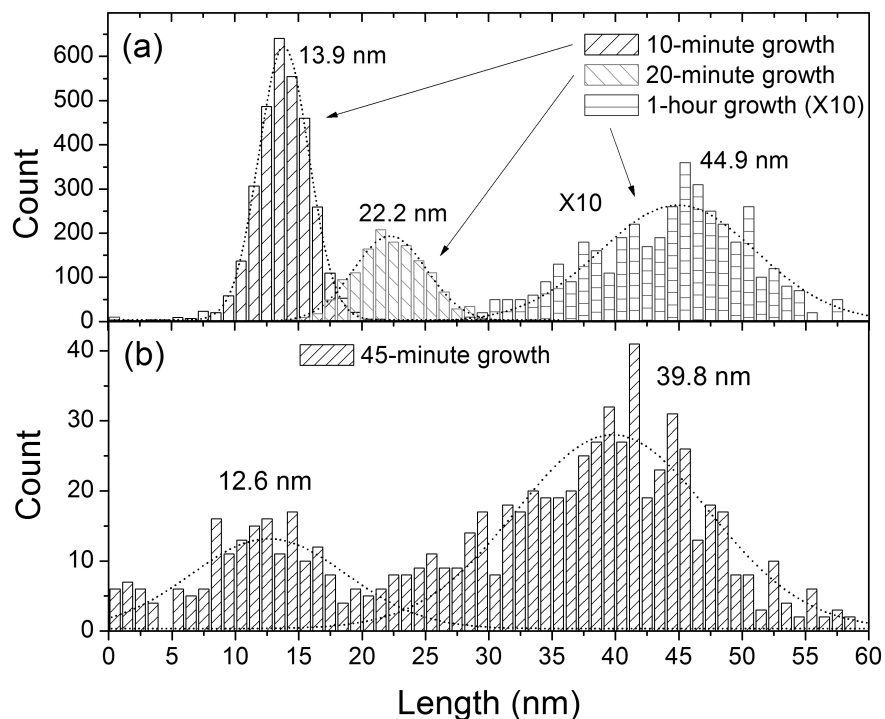 (a)
13.9 nm
10-minute growth
20-minute growth
1-hour growth (X10)
44.9 nm
X10
22.2 nm
600
500
400
300
200
100
0
Count
(b)
45-minute growth
39.8 nm
12.6 nm
40
30
20
10
0
Count
0 5 10 15 20 25 30 35 40 45 50 55 60
Length (nm)